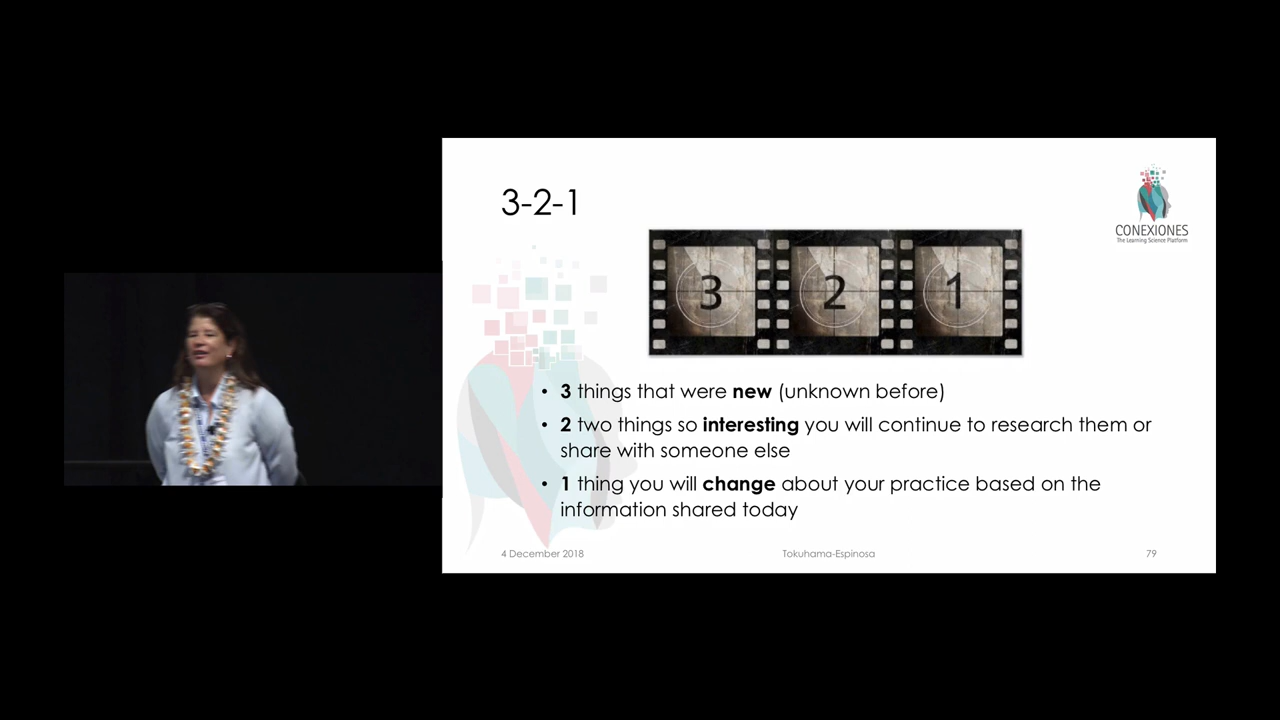 3-2-1
CONEXIONES
The Learning Science Platform
3 2 1
• 3 things that were new (unknown before)
• 2 two things so interesting you will continue to research them or
share with someone else
• 1 thing you will change about your practice based on the
information shared today
4 December 2018 Tokuhama-Espinosa 79